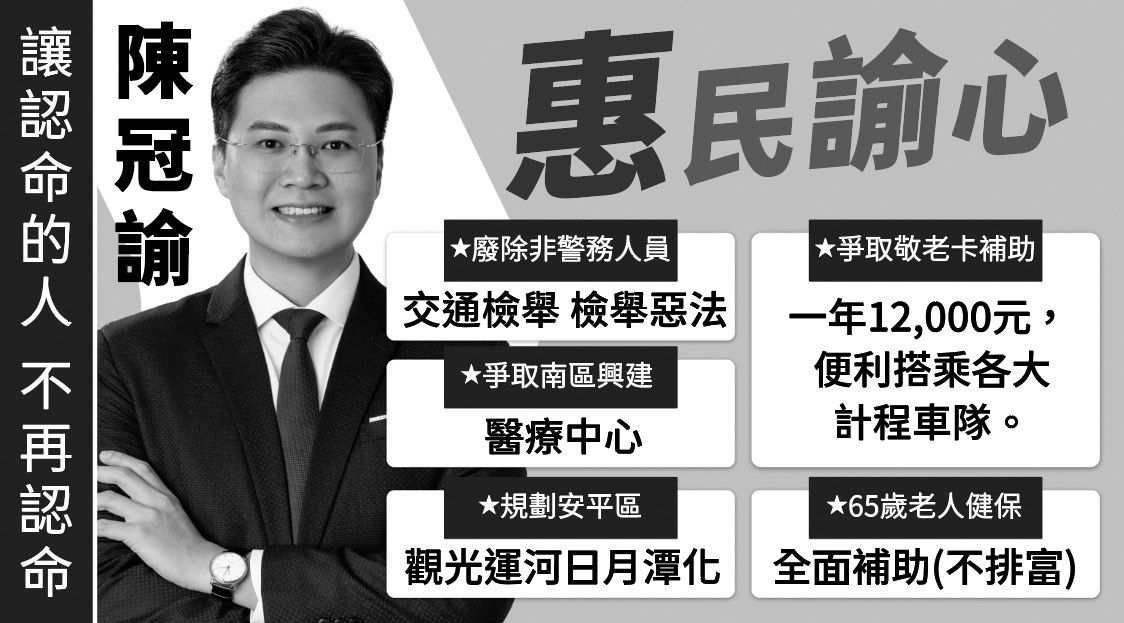 讓認命的人 不再認命
陳冠諭
惠民諭心
★廢除非警務人員
交通檢舉 檢舉惡法
★爭取南區興建
醫療中心
★規劃安平區
觀光運河日月潭化
★爭取敬老卡補助
一年12,000元，
便利搭乘各大
計程車隊。
★65歲老人健保
全面補助(不排富)